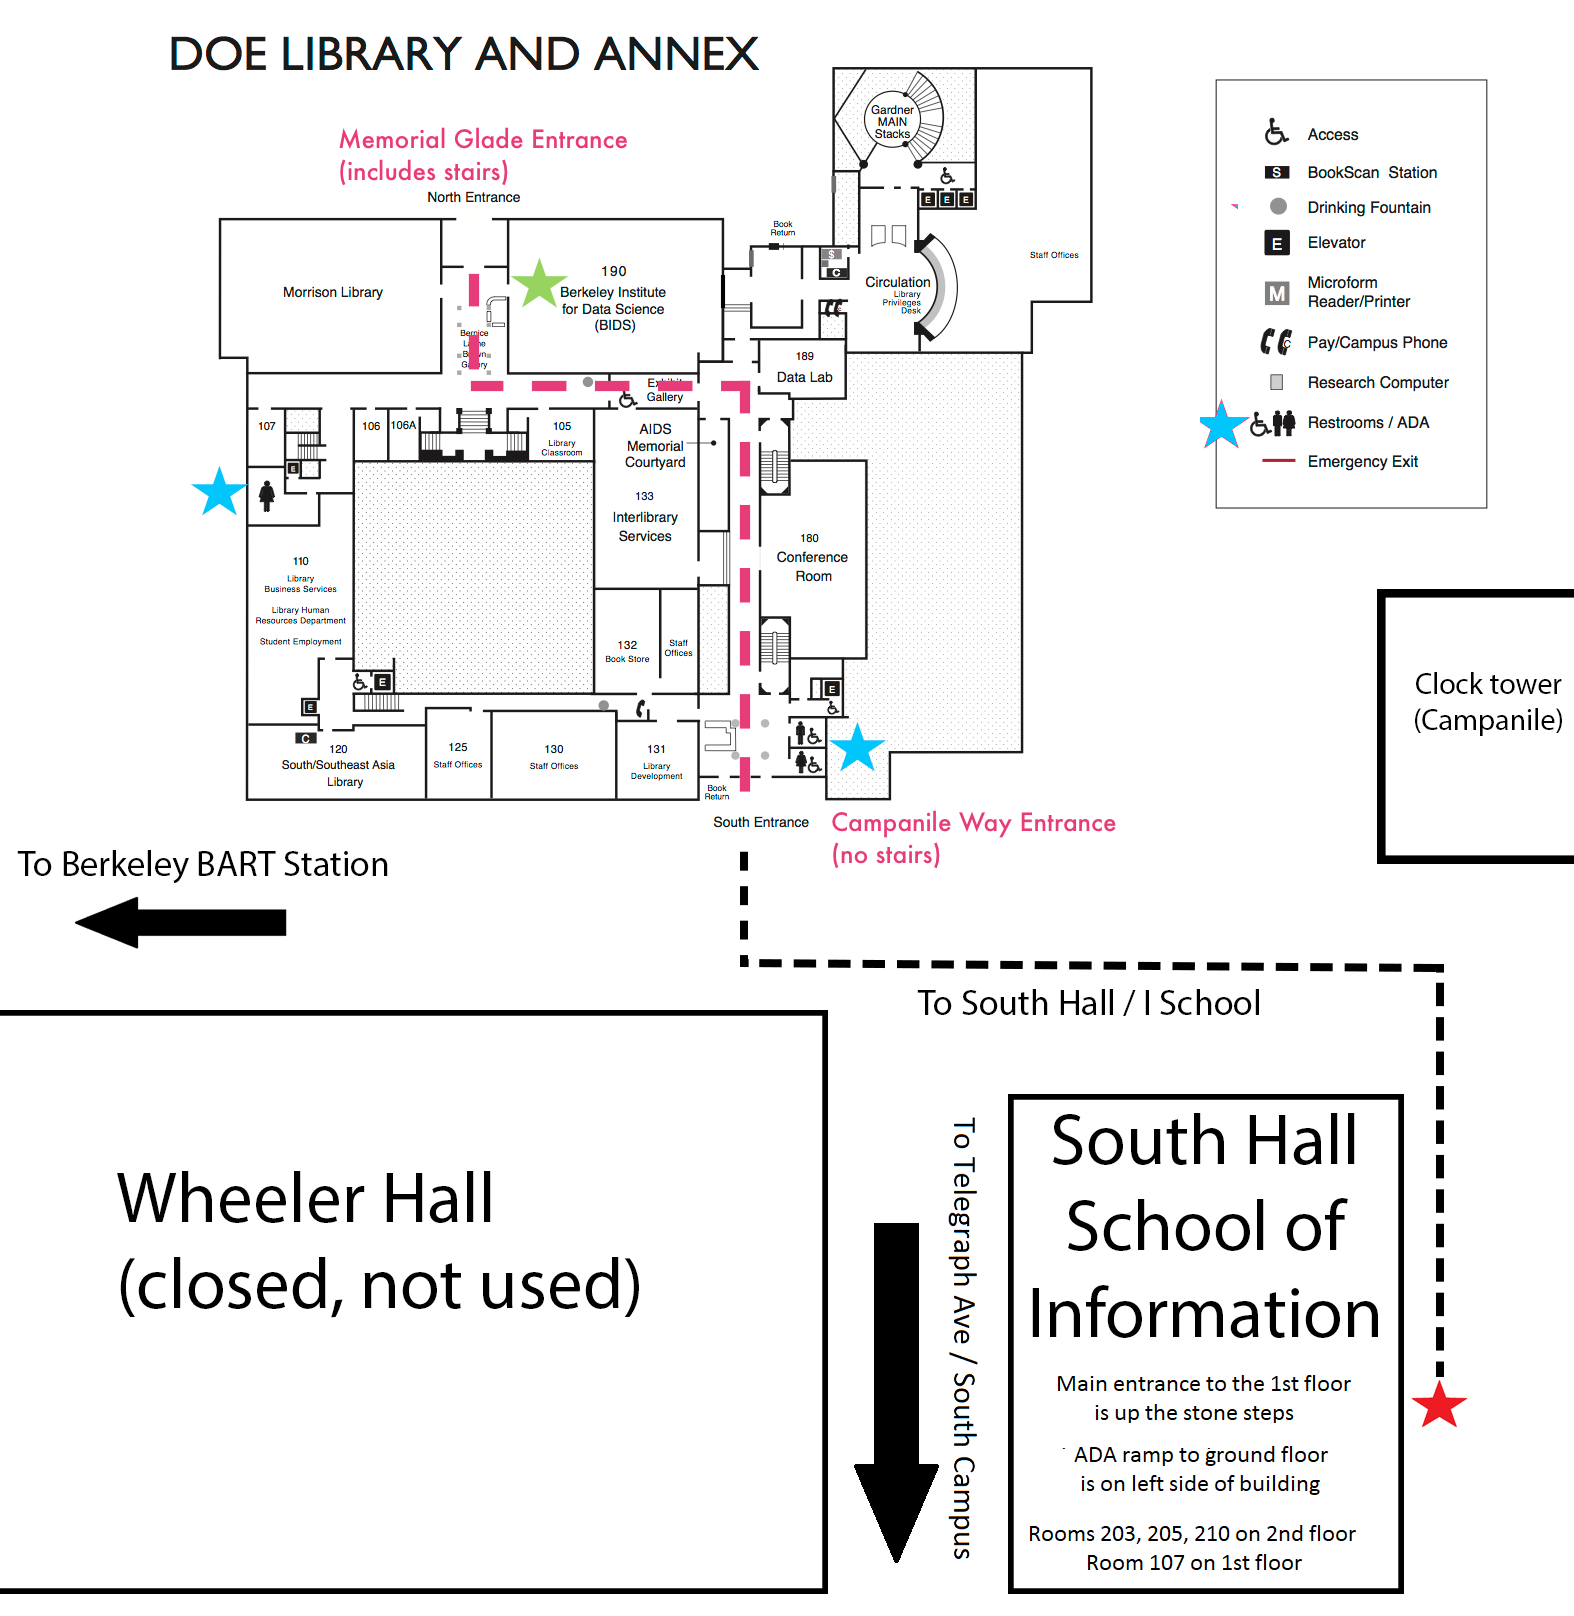 DOE LIBRARY AND ANNEX
Memorial Glade Entrance
(includes stairs)
North Entrance
Gardner
MAIN
Stacks
E E E
Book
Return
S
C
Circulation
Library
Privileges
Desk
Staff Offices
Morrison Library
190
Berkeley Institute
for Data Science
(BIDS)
Bernice
Layne
Brown
Gallery
189
Data Lab
Exhibit
Gallery
107
106
106A
105
Library
Classroom
AIDS
Memorial
Courtyard
E
133
Interlibrary
Services
180
Conference
Room
110
Library
Business Services
Library Human
Resources Department
Student Employment
132
Book Store
Staff
Offices
E
E
E
C
120
South/Southeast Asia
Library
125
Staff Offices
130
Staff Offices
131
Library
Development
Book
Return
South Entrance
Campanile Way Entrance
(no stairs)
Access
S BookScan Station
Drinking Fountain
E Elevator
M Microform
Reader/Printer
C Pay/Campus Phone
Research Computer
Restrooms / ADA
Emergency Exit
Clock tower
(Campanile)
To Berkeley BART Station
To South Hall / I School
Wheeler Hall
(closed, not used)
To Telegraph Ave / South Campus
South Hall
School of
Information
Main entrance to the 1st floor
is up the stone steps
ADA ramp to ground floor
is on left side of building
Rooms 203, 205, 210 on 2nd floor
Room 107 on 1st floor